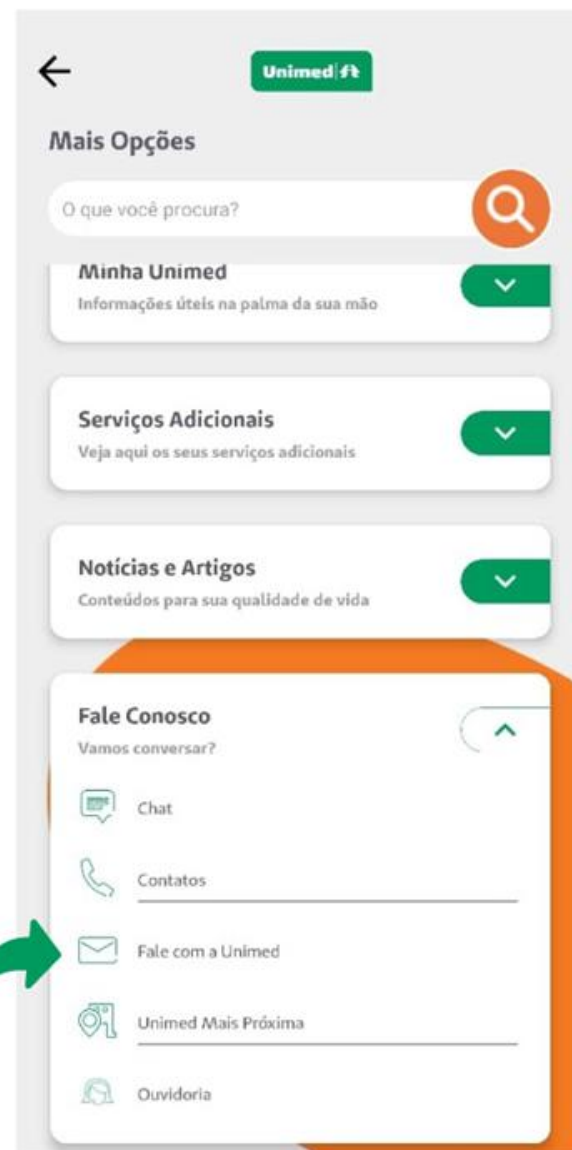 Unimed
Mais Opções
O que você procura?
Minha Unimed
Informações úteis na palma da sua mão
Serviços Adicionais
Veja aqui os seus serviços adicionais
Notícias e Artigos
Conteúdos para sua qualidade de vida
Fale Conosco
Vamos conversar?
Chat
Contatos
Fale com a Unimed
Unimed Mais Próxima
Ouvidoria